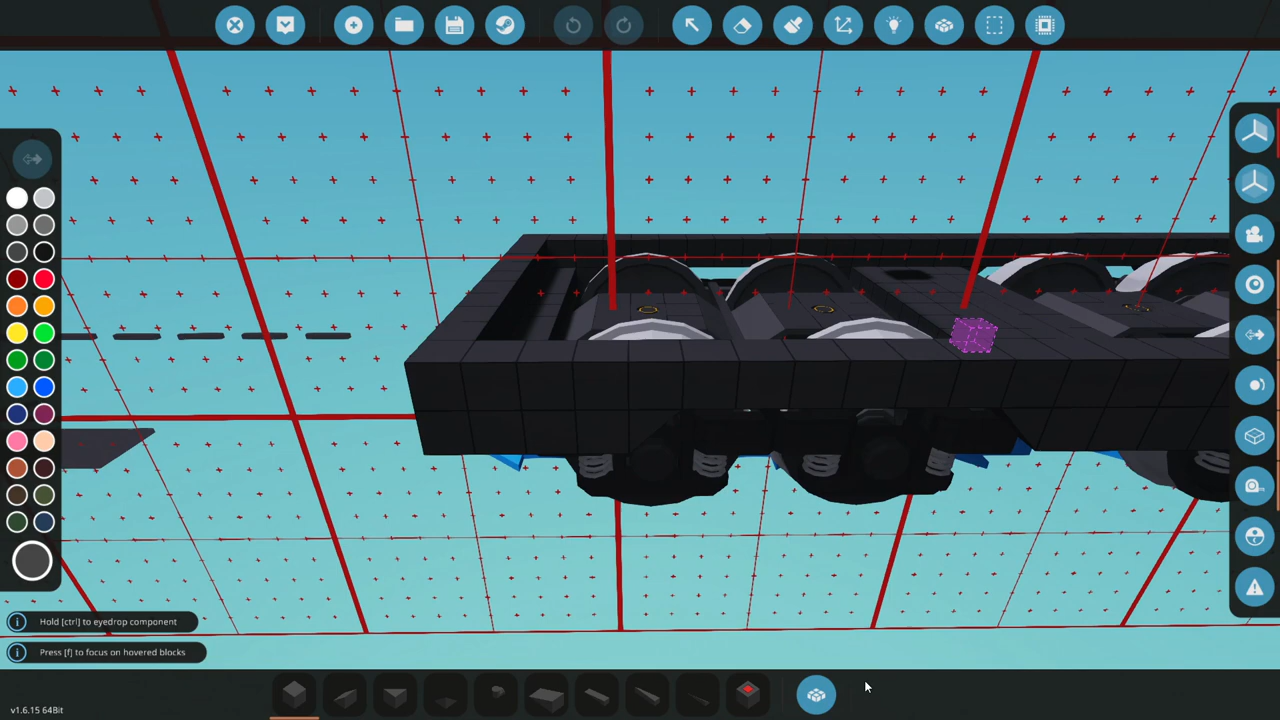 Hold [ctrl] to eyedrop component
Press [f] to focus on hovered blocks
v1.6.15 64Bit